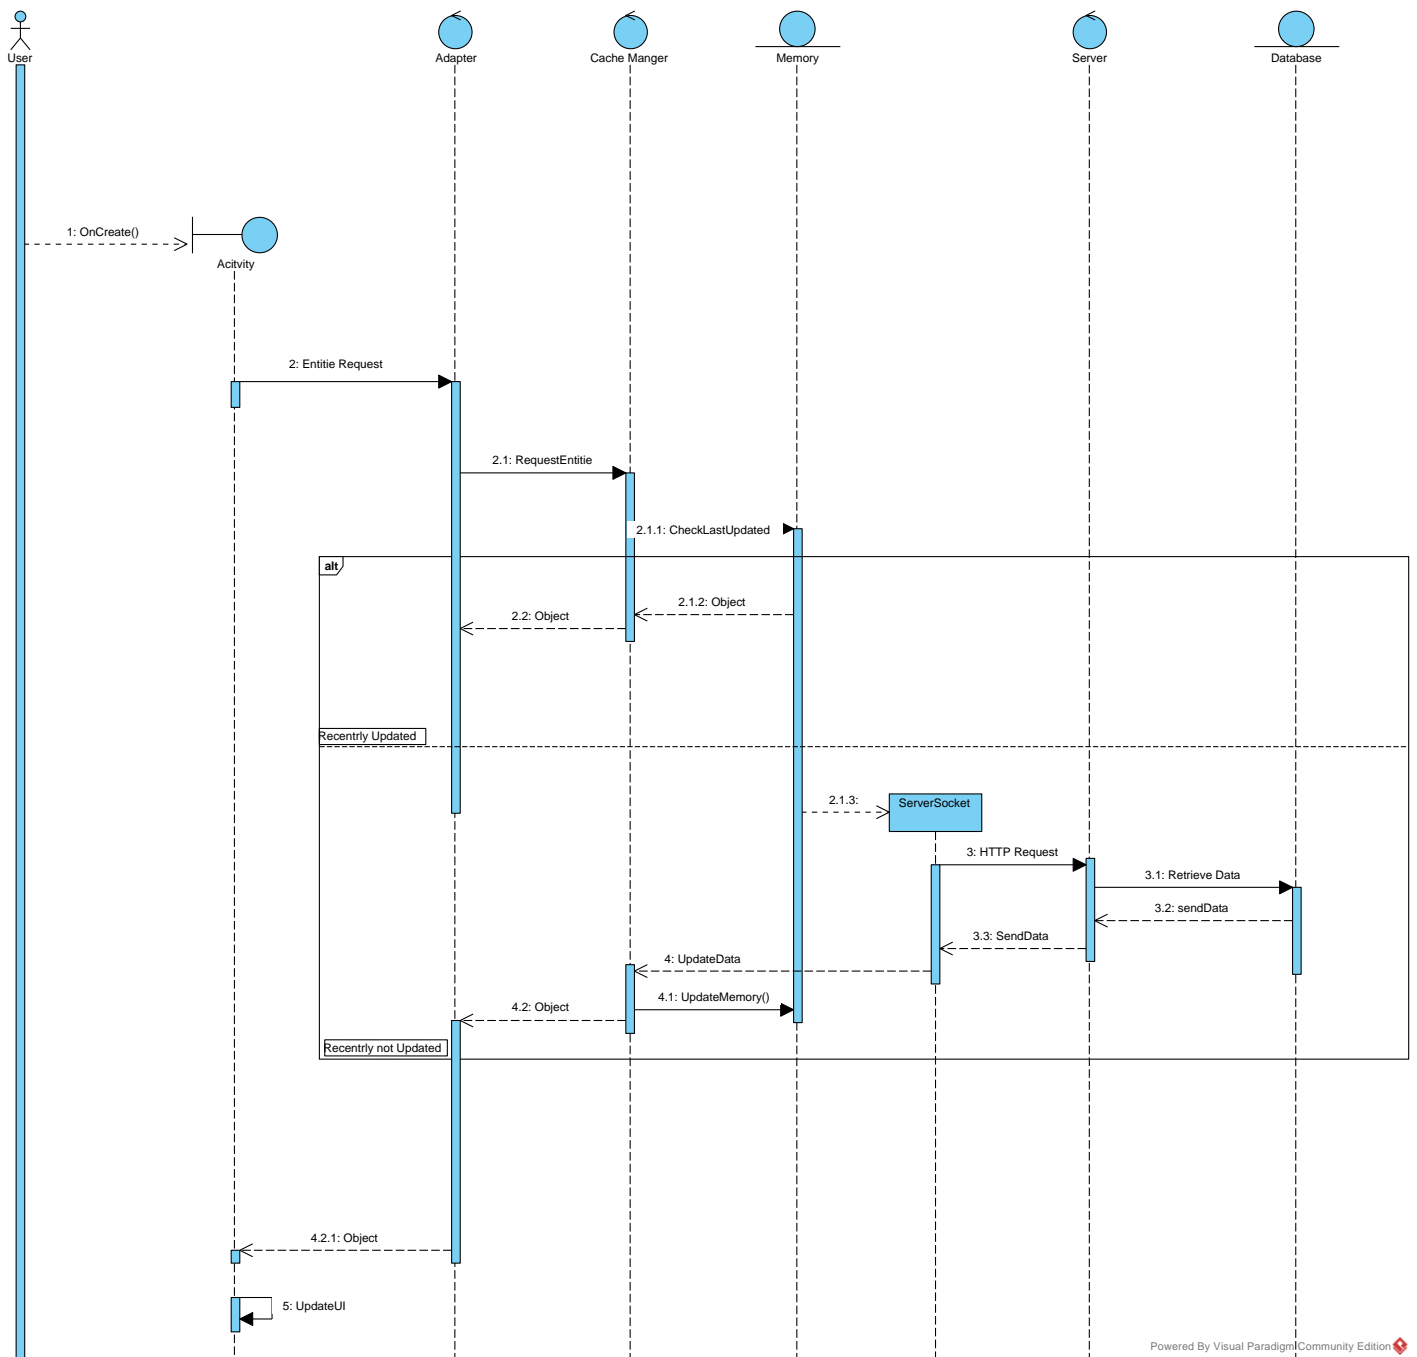 User
Adapter
Cache Manger
Memory
Server
Database
1: OnCreate()
Acitvity
2: Entitie Request
2.1: RequestEntitie
2.1.1: CheckLastUpdated
alt
2.1.2: Object
2.2: Object
Recentrly Updated
2.1.3:
ServerSocket
3: HTTP Request
3.1: Retrieve Data
3.2: sendData
3.3: SendData
4: UpdateData
4.1: UpdateMemory()
4.2: Object
Recentrly not Updated
4.2.1: Object
5: UpdateUI
Powered By Visual Paradigm Community Edition